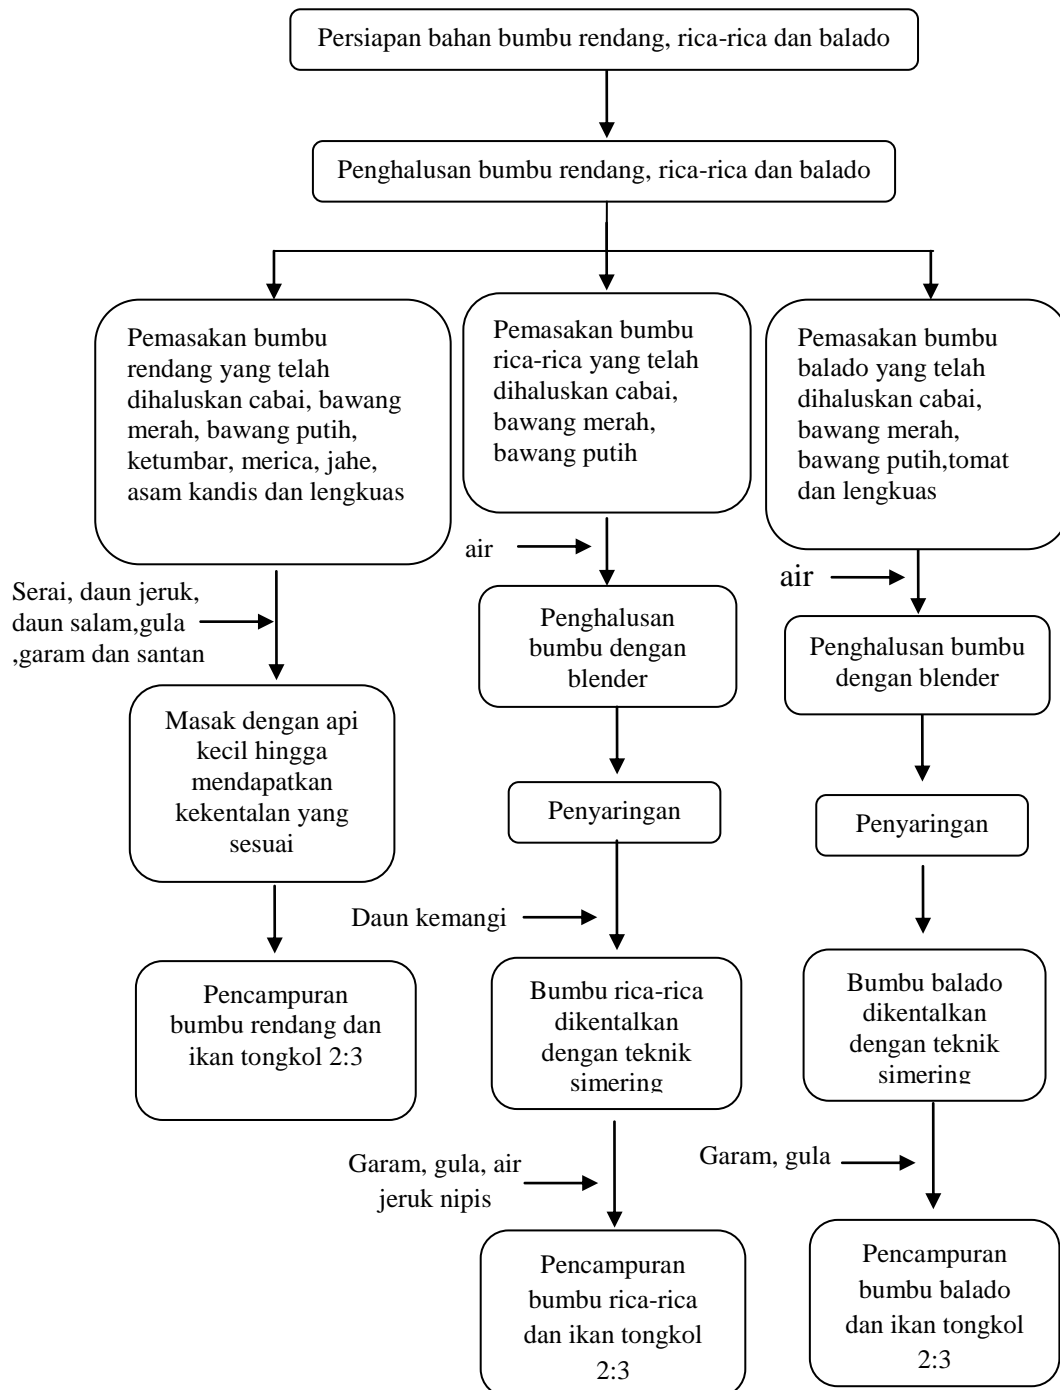 Persiapan bahan bumbu rendang, rica-rica dan balado
Penghalusan bumbu rendang, rica-rica dan balado
Pemasakan bumbu
rendang yang telah
dihaluskan cabai, bawang
merah, bawang putih,
ketumbar, merica, jahe,
asam kandis dan lengkuas
Pemasakan bumbu
rica-rica yang telah
dihaluskan cabai,
bawang merah,
bawang putih
Pemasakan bumbu
balado yang telah
dihaluskan cabai,
bawang merah,
bawang putih,tomat
dan lengkuas
Serai, daun jeruk,
daun salam,gula
,garam dan santan
air
air
Penghalusan
bumbu dengan
blender
Penghalusan bumbu
dengan blender
Masak dengan api
kecil hingga
mendapatkan
kekentalan yang
sesuai
Penyaringan
Penyaringan
Daun kemangi
Pencampuran
bumbu rendang dan
ikan tongkol 2:3
Bumbu rica-rica
dikentalkan
dengan teknik
simering
Bumbu balado
dikentalkan
dengan teknik
simering
Garam, gula, air
jeruk nipis
Garam, gula
Pencampuran
bumbu rica-rica
dan ikan tongkol
2:3
Pencampuran
bumbu balado
dan ikan tongkol
2:3